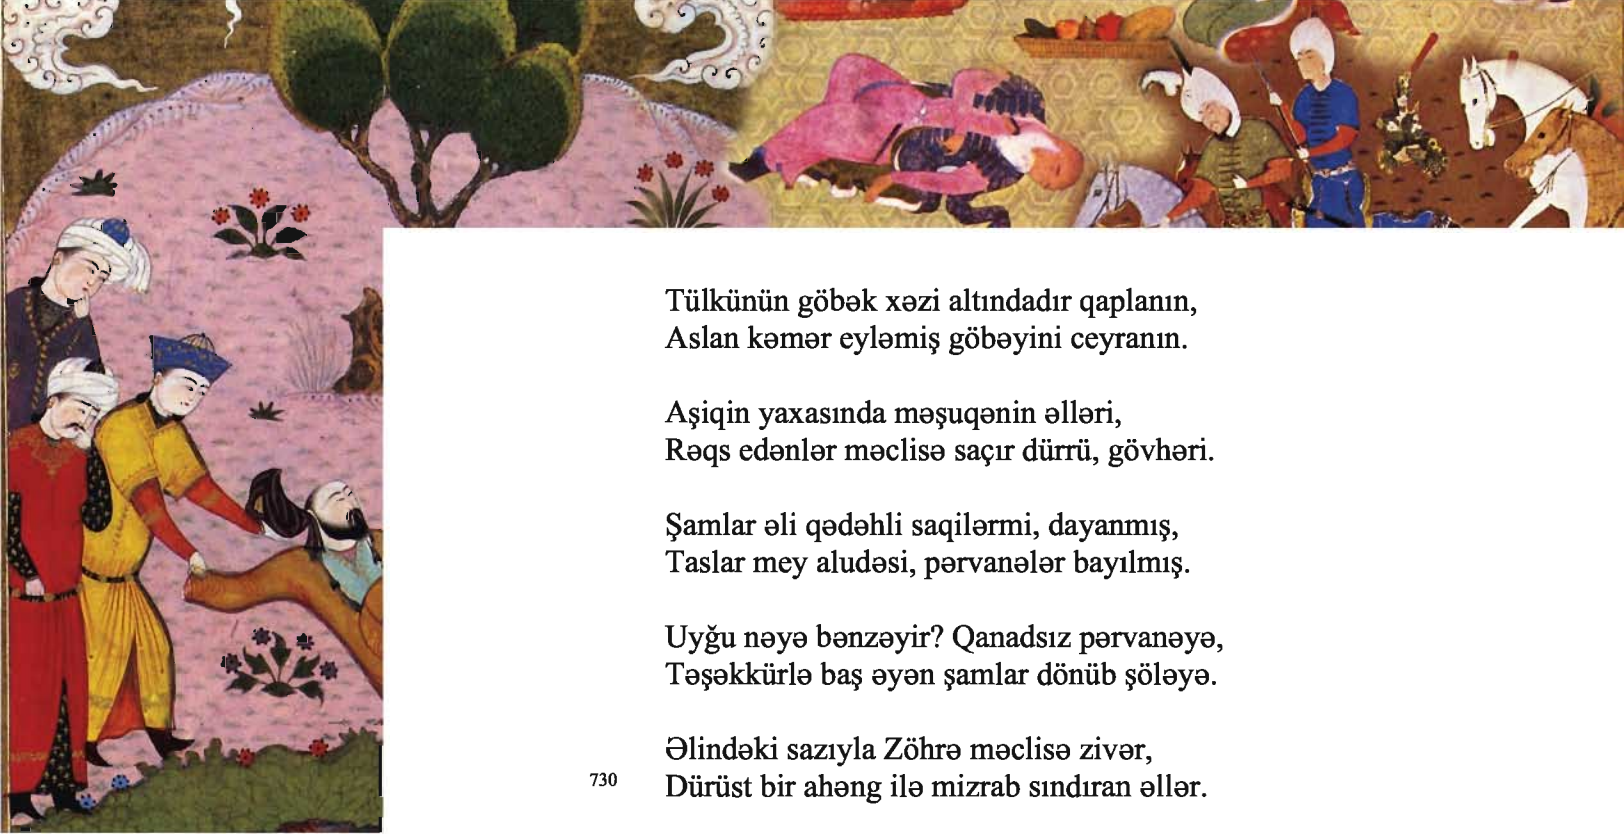 Tülkünün göbək xəzi altındadır qaplanın,
Aslan kəmər eyləmiş göbəyini ceyranın.
Aşiqin yaxasında məşuqənin əlləri,
Rəqs edənlər məclisə saçır dürrü, gövhəri.
Şamlar əli qədəhli saqilərmi, dayanmış,
Taslar mey aludəsi, pərvanələr bayılmış.
Uyğu nəyə bənzəyir? Qanadsız pərvanəyə,
Təşəkkürlə baş əyən şamlar dönüb şöləyə.
Əlindəki sazıyla Zöhrə məclisə zivər,
730 Dürüst bir ahəng ilə mizrab sındıran əllər.